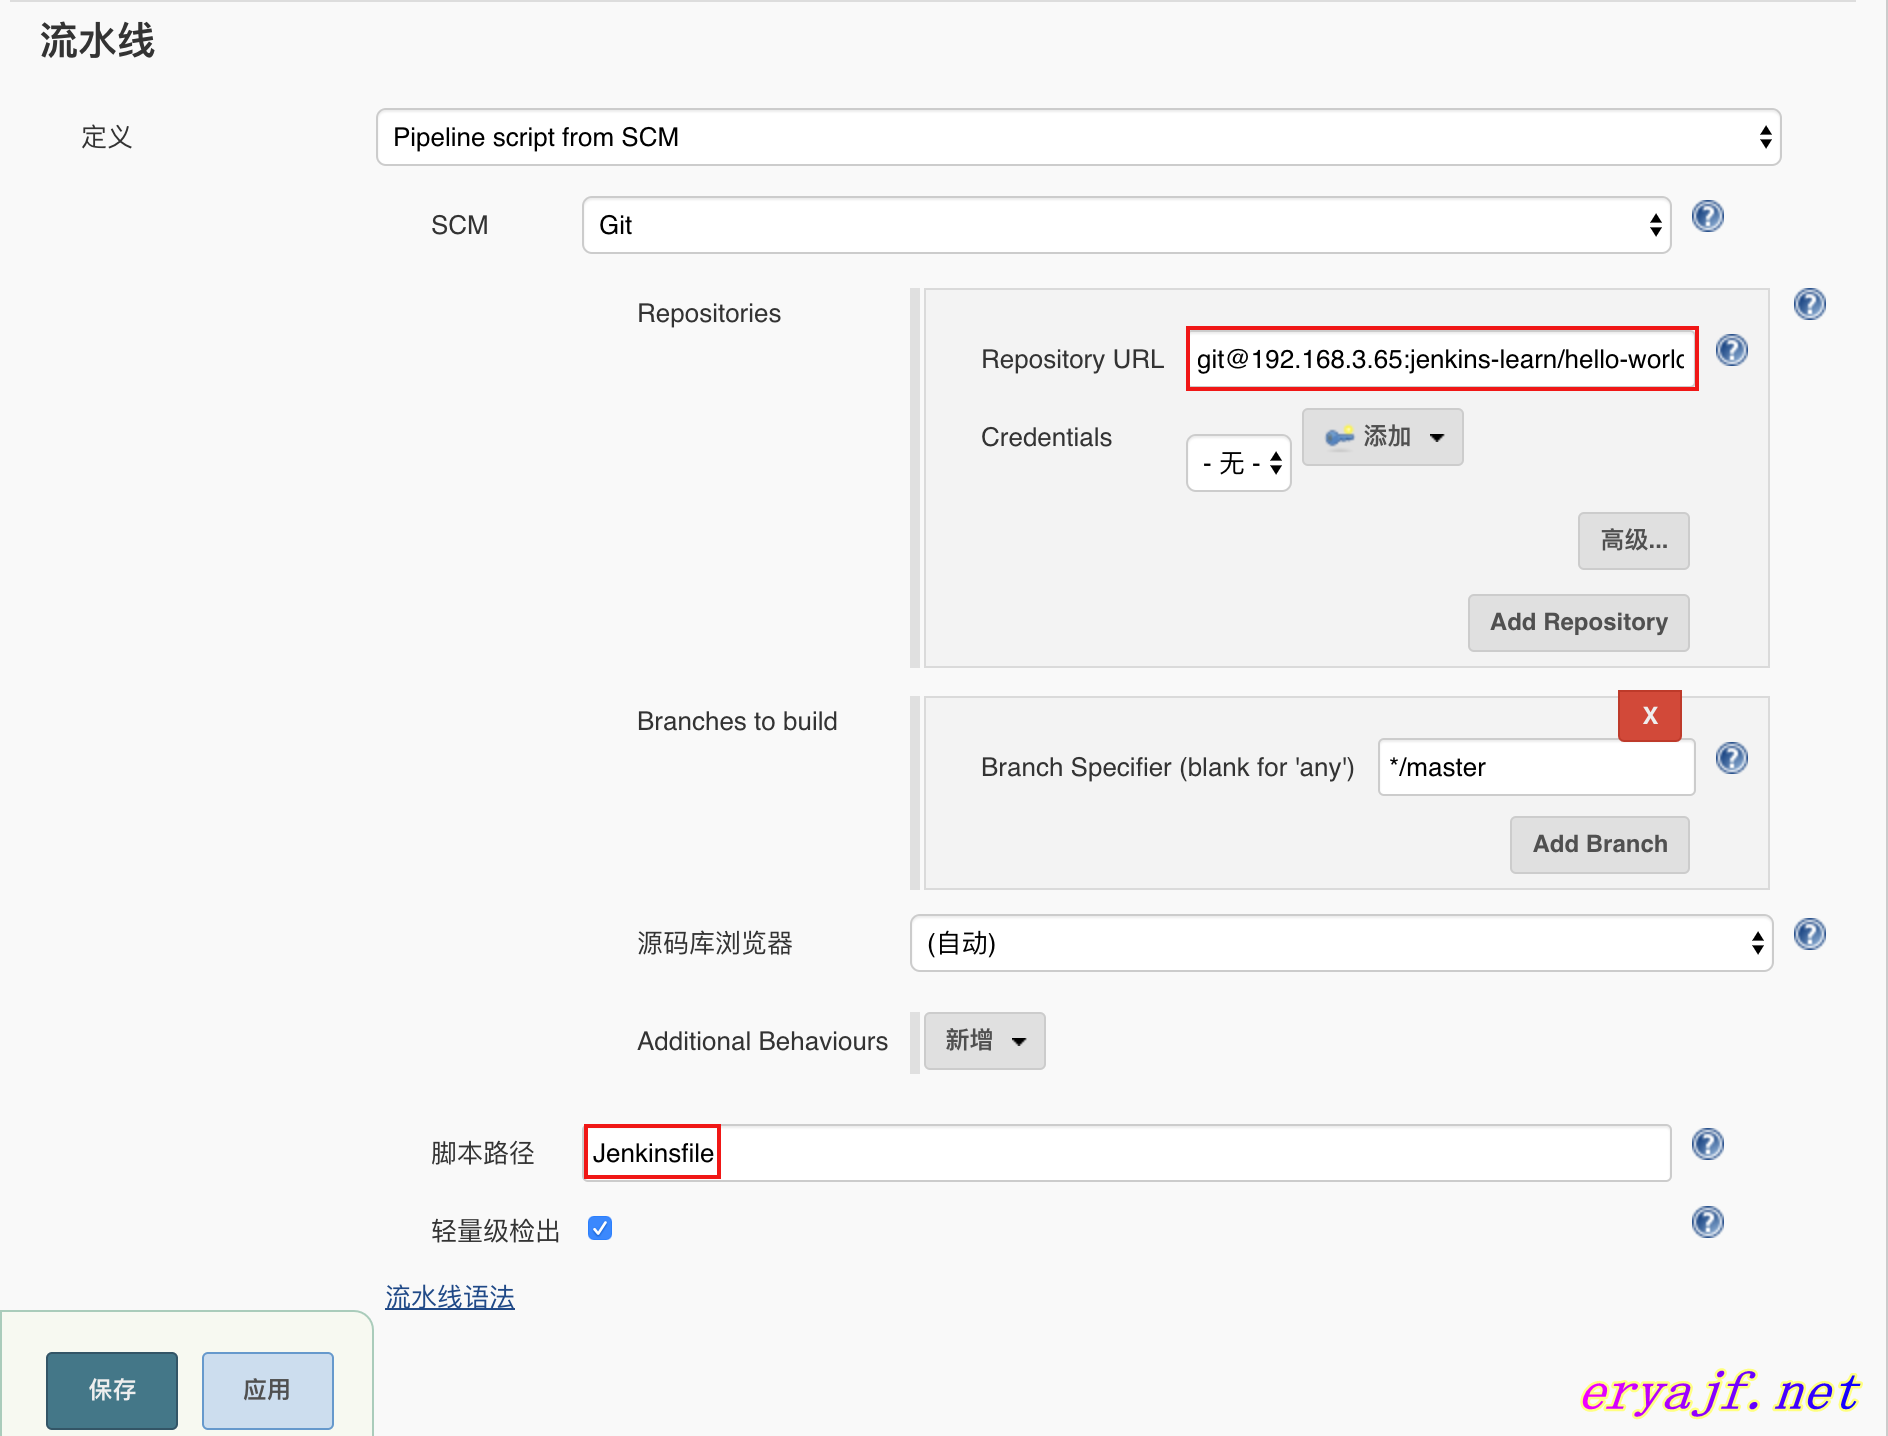 流水线
定义
Pipeline script from SCM
SCM
Git
Repositories
Repository URL
git@192.168.3.65:jenkins-learn/hello-world
Credentials
- 无 -
添加
高级...
Add Repository
Branches to build
X
Branch Specifier (blank for 'any')
*/master
Add Branch
源码库浏览器
(自动)
Additional Behaviours
新增
脚本路径
Jenkinsfile
轻量级检出
流水线语法
保存
应用
eryajf.net